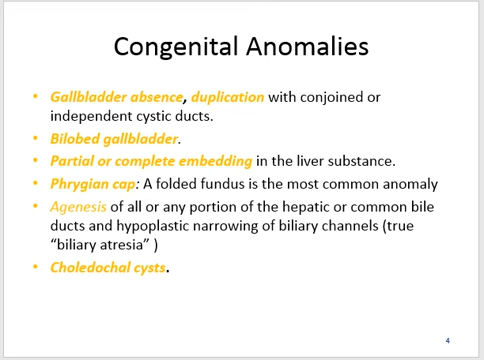 Congenital Anomalies
• Gallbladder absence, duplication with conjoined or
independent cystic ducts.
• Bilobed gallbladder.
• Partial or complete embedding in the liver substance.
• Phrygian cap: A folded fundus is the most common anomaly
• Agenesis of all or any portion of the hepatic or common bile
ducts and hypoplastic narrowing of biliary channels (true
“biliary atresia” )
• Choledochal cysts.
4